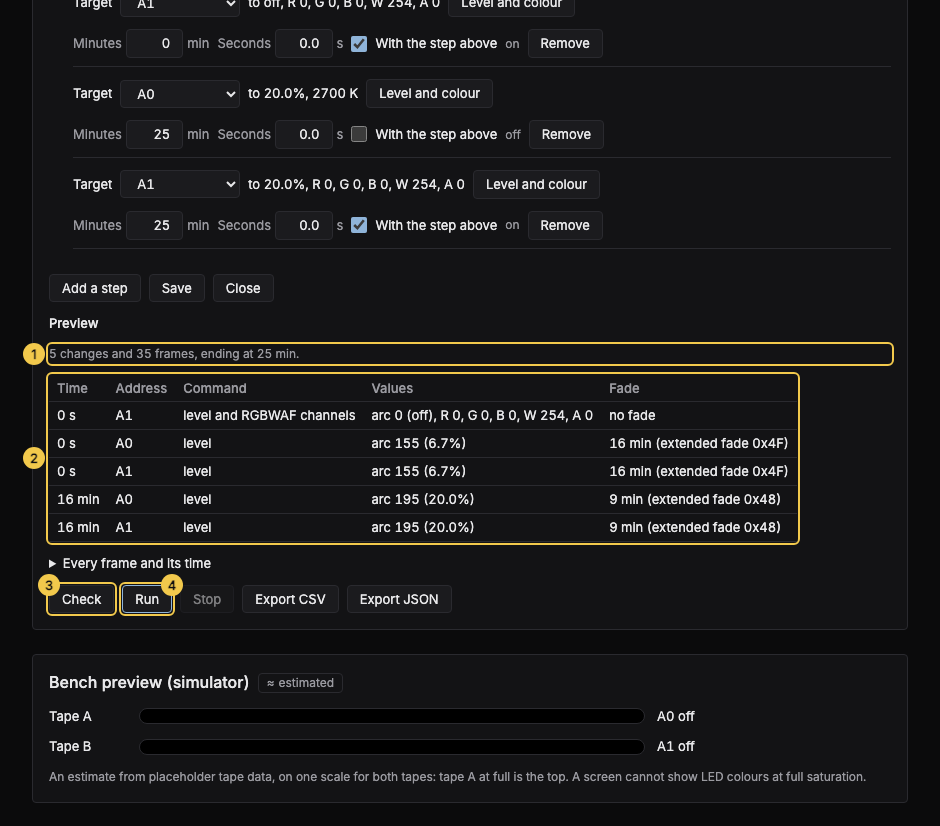 Target A1 to off, R 0, G 0, B 0, W 254, A 0 Level and colour
Minutes 0 min Seconds 0.0 s With the step above on Remove
Target A0 to 20.0%, 2700 K Level and colour
Minutes 25 min Seconds 0.0 s With the step above off Remove
Target A1 to 20.0%, R 0, G 0, B 0, W 254, A 0 Level and colour
Minutes 25 min Seconds 0.0 s With the step above on Remove
Add a step Save Close
Preview
1 5 changes and 35 frames, ending at 25 min.
Time Address Command Values Fade
0 s A1 level and RGBWAF channels arc 0 (off), R 0, G 0, B 0, W 254, A 0 no fade
0 s A0 level arc 155 (6.7%) 16 min (extended fade 0x4F)
2
0 s A1 level arc 155 (6.7%) 16 min (extended fade 0x4F)
16 min A0 level arc 195 (20.0%) 9 min (extended fade 0x48)
16 min A1 level arc 195 (20.0%) 9 min (extended fade 0x48)
Every frame and its time
3 4
Check Run Stop Export CSV Export JSON
Bench preview (simulator) ≈ estimated
Tape A A0 off
Tape B A1 off
An estimate from placeholder tape data, on one scale for both tapes: tape A at full is the top. A screen cannot show LED colours at full saturation.